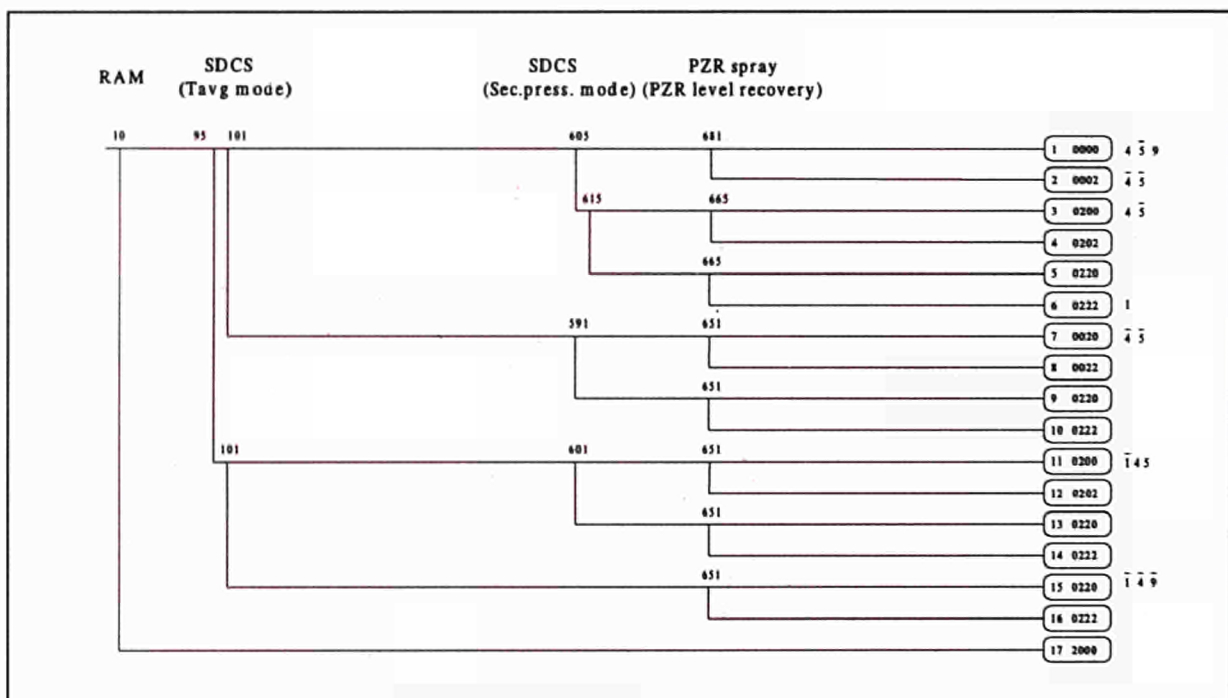 RAM
SDCS
(Tavg mode)
SDCS
(Sec.press. mode)
PZR spray
(PZR level recovery)
10 95 101 605 681
1 0000 4 5̅ 9
2 0002 4̅ 5̅
615 665
3 0200 4 5̅
4 0202
665
5 0220
6 0222 1
591 651
7 0020 4̅ 5̅
8 0022
651
9 0220
10 0222
101 601 651
11 0200 1̅ 4 5
12 0202
651
13 0220
14 0222
651
15 0220 1̅ 4̅ 9̅
16 0222
17 2000